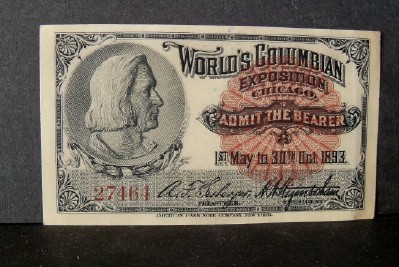 WORLD'S COLUMBIAN
EXPOSITION
CHICAGO.
ADMIT THE BEARER
1ST May to 30TH Oct 1893.
27461
TREASURER. PRESIDENT
AMERICAN BANK NOTE COMPANY, NEW YORK.